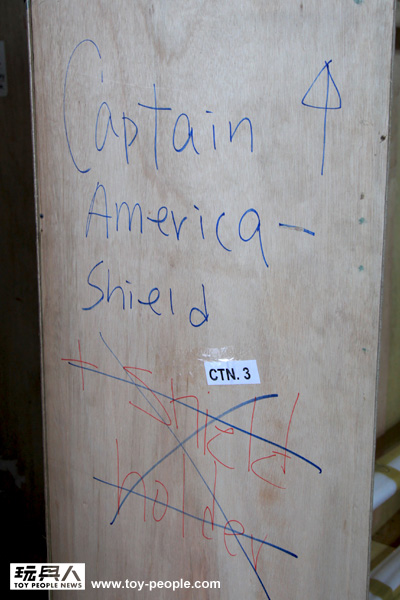 Captain
America -
Shield
CTN. 3
+ Shield
holder
玩具人
TOY PEOPLE NEWS
www.toy-people.com